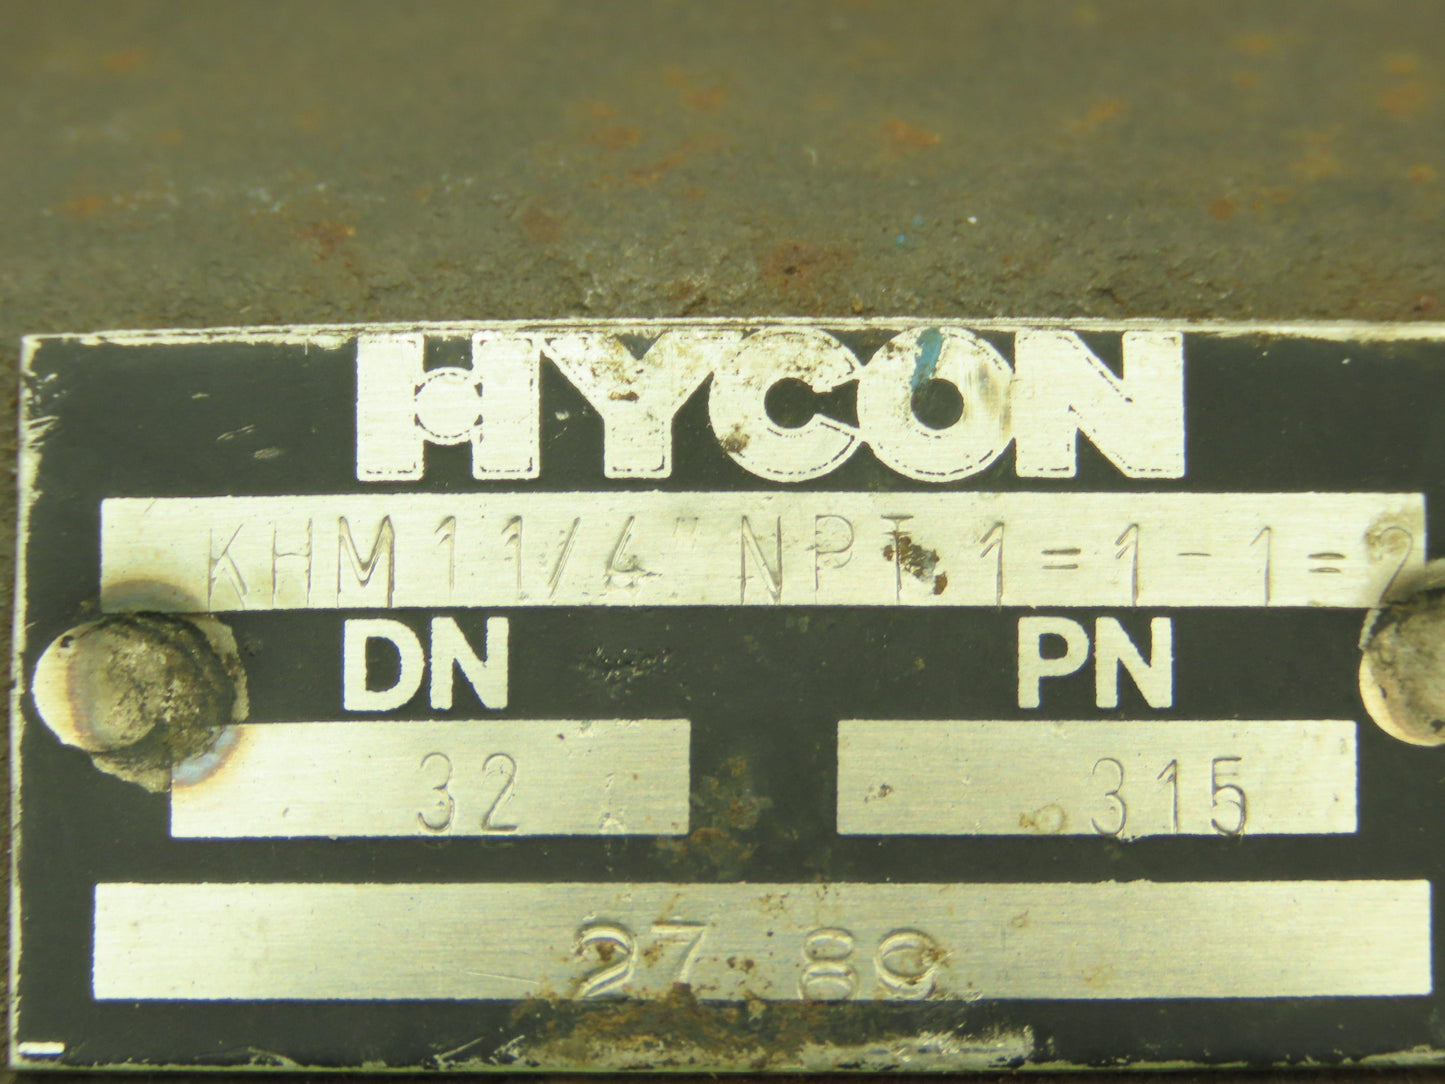 HYCON
KHM 1 1/4" NPT 1=1-1=2
DN PN
32 315
27 89